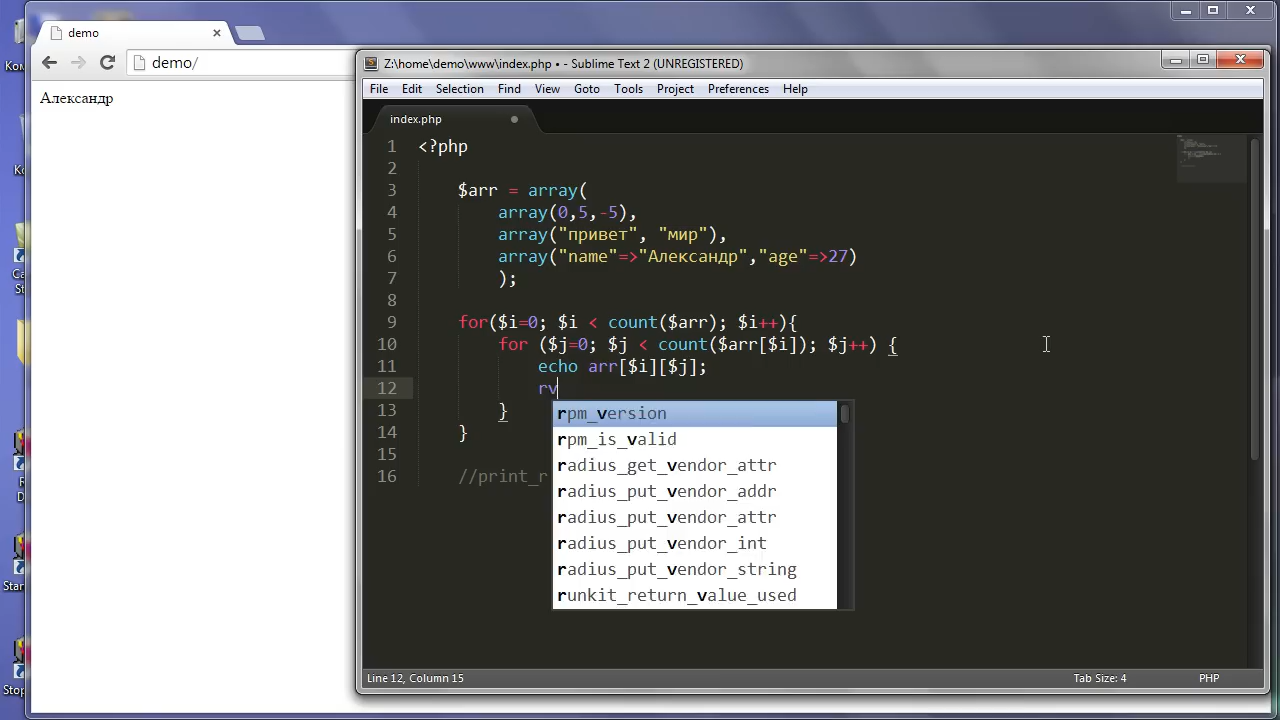 demo
demo/
Александр
Z:\home\demo\www\index.php • - Sublime Text 2 (UNREGISTERED)
File Edit Selection Find View Goto Tools Project Preferences Help
index.php
1 <?php
2
3 $arr = array(
4 array(0,5,-5),
5 array("привет", "мир"),
6 array("name"=>"Александр","age"=>27)
7 );
8
9 for($i=0; $i < count($arr); $i++){
10 for ($j=0; $j < count($arr[$i]); $j++) {
11 echo arr[$i][$j];
12 rv
13 }
14 }
15
16 //print_r
rpm_version
rpm_is_valid
radius_get_vendor_attr
radius_put_vendor_addr
radius_put_vendor_attr
radius_put_vendor_int
radius_put_vendor_string
runkit_return_value_used
Line 12, Column 15
Tab Size: 4
PHP